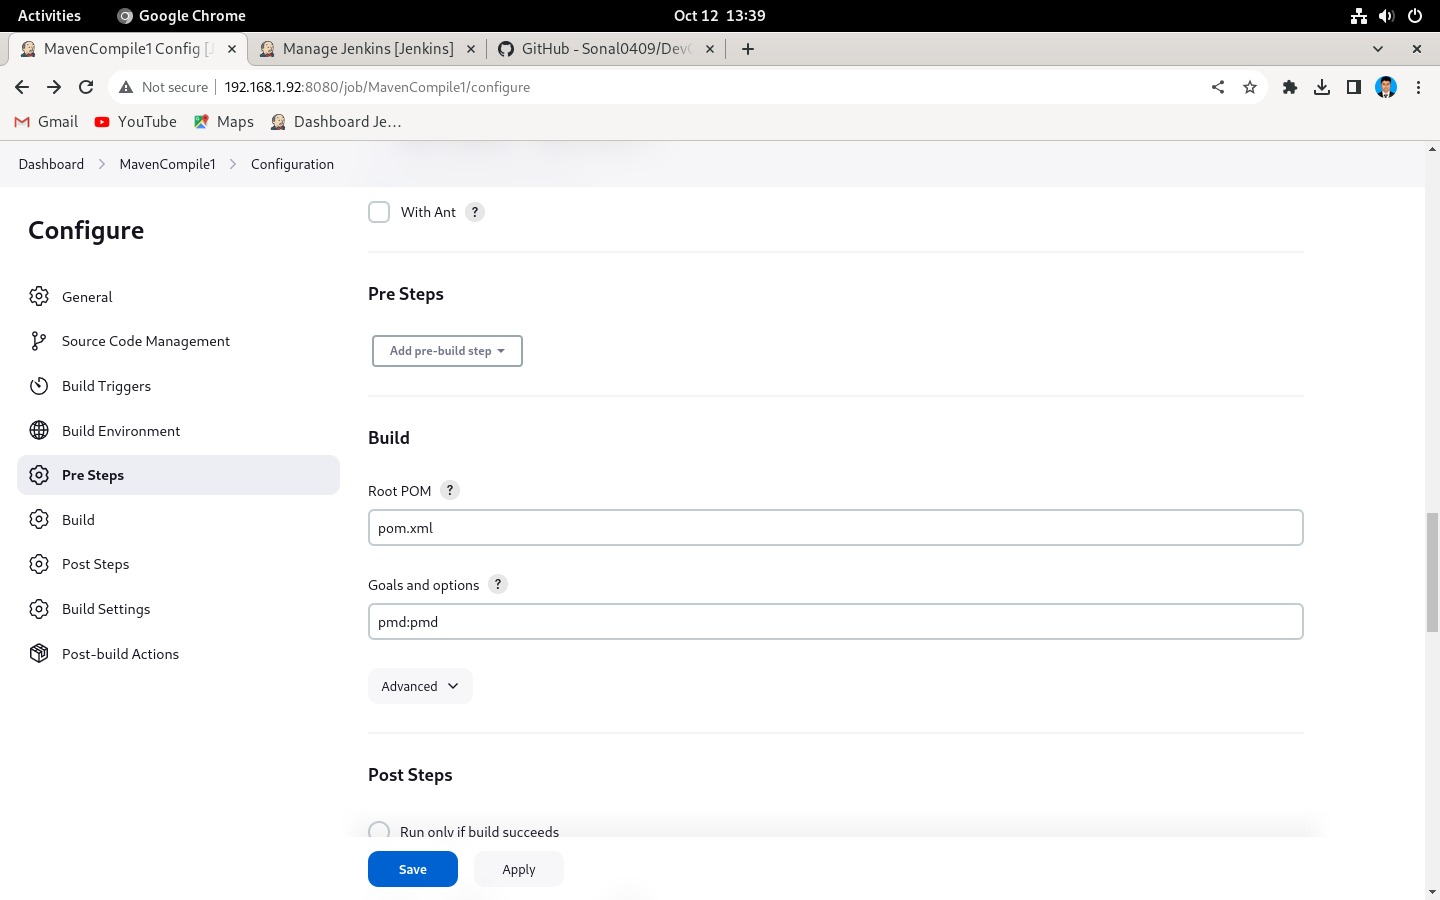 Activities Google Chrome Oct 12 13:39
MavenCompile1 Config [J Manage Jenkins [Jenkins] GitHub - Sonal0409/DevO
Not secure 192.168.1.92:8080/job/MavenCompile1/configure
Gmail YouTube Maps Dashboard Je...
Dashboard MavenCompile1 Configuration
With Ant ?
Configure
General
Source Code Management
Build Triggers
Build Environment
Pre Steps
Build
Post Steps
Build Settings
Post-build Actions
Pre Steps
Add pre-build step
Build
Root POM ?
pom.xml
Goals and options ?
pmd:pmd
Advanced
Post Steps
Run only if build succeeds
Save Apply